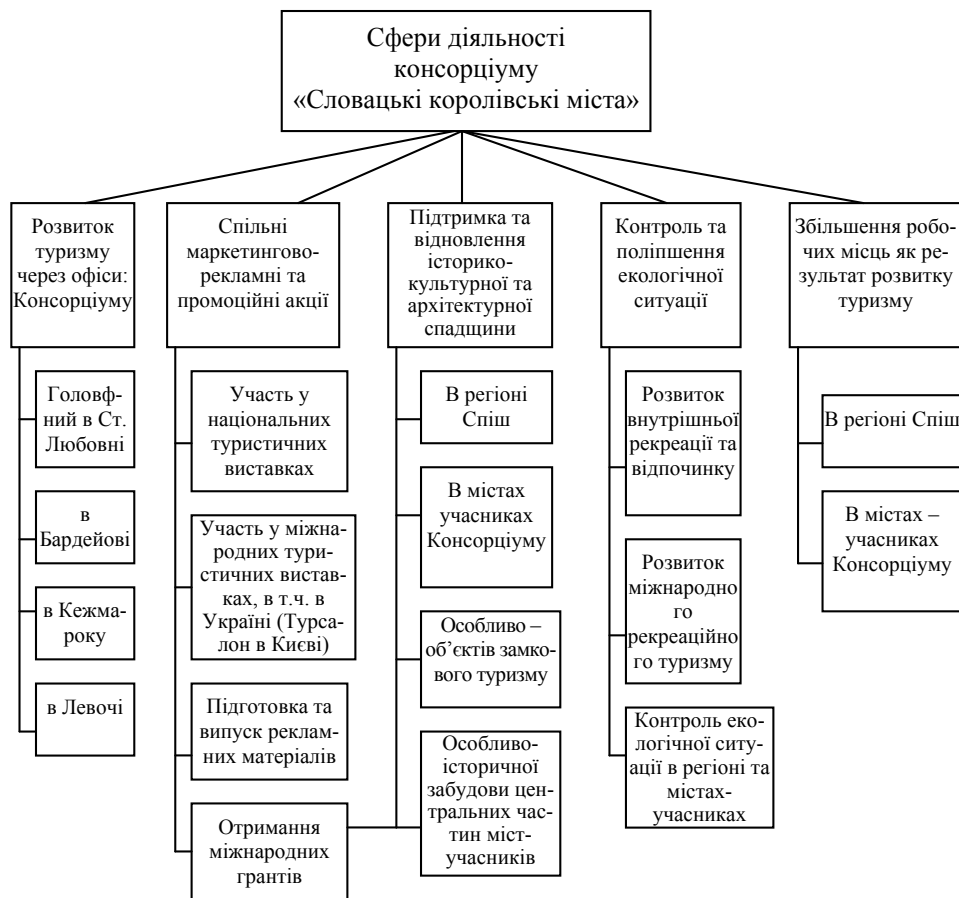 Сфери діяльності
консорціуму
«Словацькі королівські міста»
Розвиток
туризму
через офіси:
Консорціуму
Головф-
ний в Ст.
Любовні
в
Бардейові
в Кежма-
року
в Левочі
Спільні
маркетингово-
рекламні та
промоційні акції
Участь у
національних
туристичних
виставках
Участь у міжна-
родних тури-
стичних вистав-
ках, в т.ч. в
Україні (Турса-
лон в Києві)
Підготовка та
випуск реклам-
них матеріалів
Отримання
міжнародних
грантів
Підтримка та
відновлення
історико-
культурної та
архітектурної
спадщини
В регіоні
Спіш
В містах
учасниках
Консорціуму
Особливо –
об’єктів замко-
вого туризму
Особливо-
історичної
забудови цен-
тральних час-
тин міст-
учасників
Контроль та
поліпшення
екологічної
ситуації
Розвиток
внутрішньої
рекреації та
відпочинку
Розвиток
міжнародно
го
рекреаційно
го туризму
Контроль еко-
логічної ситу-
ації в регіоні та
містах-
учасниках
Збільшення робо-
чих місць як ре-
зультат розвитку
туризму
В регіоні Спіш
В містах –
учасниках
Консорціуму